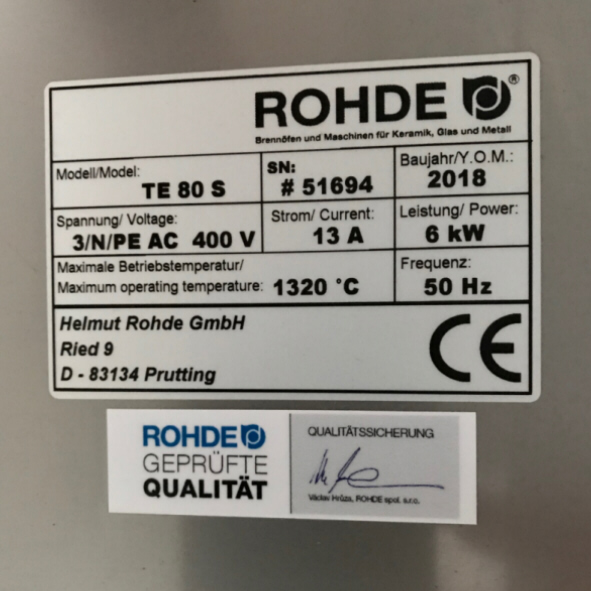 ROHDE ®
Brennöfen und Maschinen für Keramik, Glas und Metall
Modell/Model:
TE 80 S
SN:
# 51694
Baujahr/Y.O.M.:
2018
Spannung/ Voltage:
3/N/PE AC 400 V
Strom/ Current:
13 A
Leistung/ Power:
6 kW
Maximale Betriebstemperatur/
Maximum operating temperature: 1320 °C
Frequenz:
50 Hz
Helmut Rohde GmbH
Ried 9
D - 83134 Prutting
CE
ROHDE
GEPRÜFTE
QUALITÄT
QUALITÄTSSICHERUNG
Václav Hrůza, ROHDE spol. s.r.o.